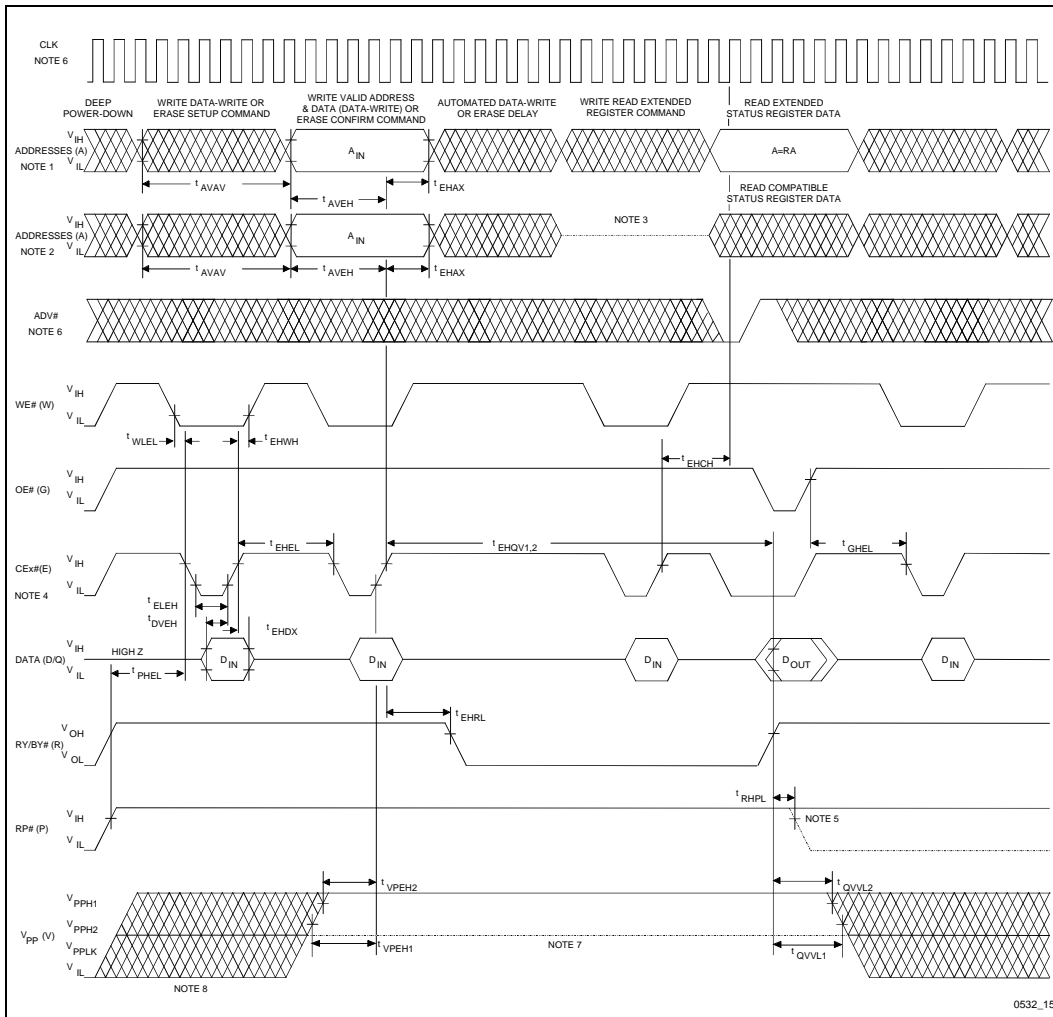 CLK
NOTE 6
DEEP
POWER-DOWN
WRITE DATA-WRITE OR
ERASE SETUP COMMAND
WRITE VALID ADDRESS
& DATA (DATA-WRITE) OR
ERASE CONFIRM COMMAND
AUTOMATED DATA-WRITE
OR ERASE DELAY
WRITE READ EXTENDED
REGISTER COMMAND
READ EXTENDED
STATUS REGISTER DATA
V IH
ADDRESSES (A)
V IL
NOTE 1
A IN
A=RA
t AVAV
t AVEH
t EHAX
READ COMPATIBLE
STATUS REGISTER DATA
V IH
ADDRESSES (A)
V IL
NOTE 2
A IN
NOTE 3
t AVAV
t AVEH
t EHAX
ADV#
NOTE 6
V IH
WE# (W)
V IL
t WLEL
t EHWH
t EHCH
V IH
OE# (G)
V IL
t EHEL
t EHQV1,2
t GHEL
V IH
CEx#(E)
V IL
NOTE 4
t ELEH
t DVEH
t EHDX
V IH
DATA (D/Q)
V IL
HIGH Z
D IN
D IN
D IN
D OUT
D IN
t PHEL
t EHRL
V OH
RY/BY# (R)
V OL
t RHPL
V IH
RP# (P)
V IL
NOTE 5
t VPEH2
t QVVL2
V PPH1
V PPH2
V PP (V)
V PPLK
V IL
t VPEH1
NOTE 7
t QVVL1
NOTE 8
0532_15